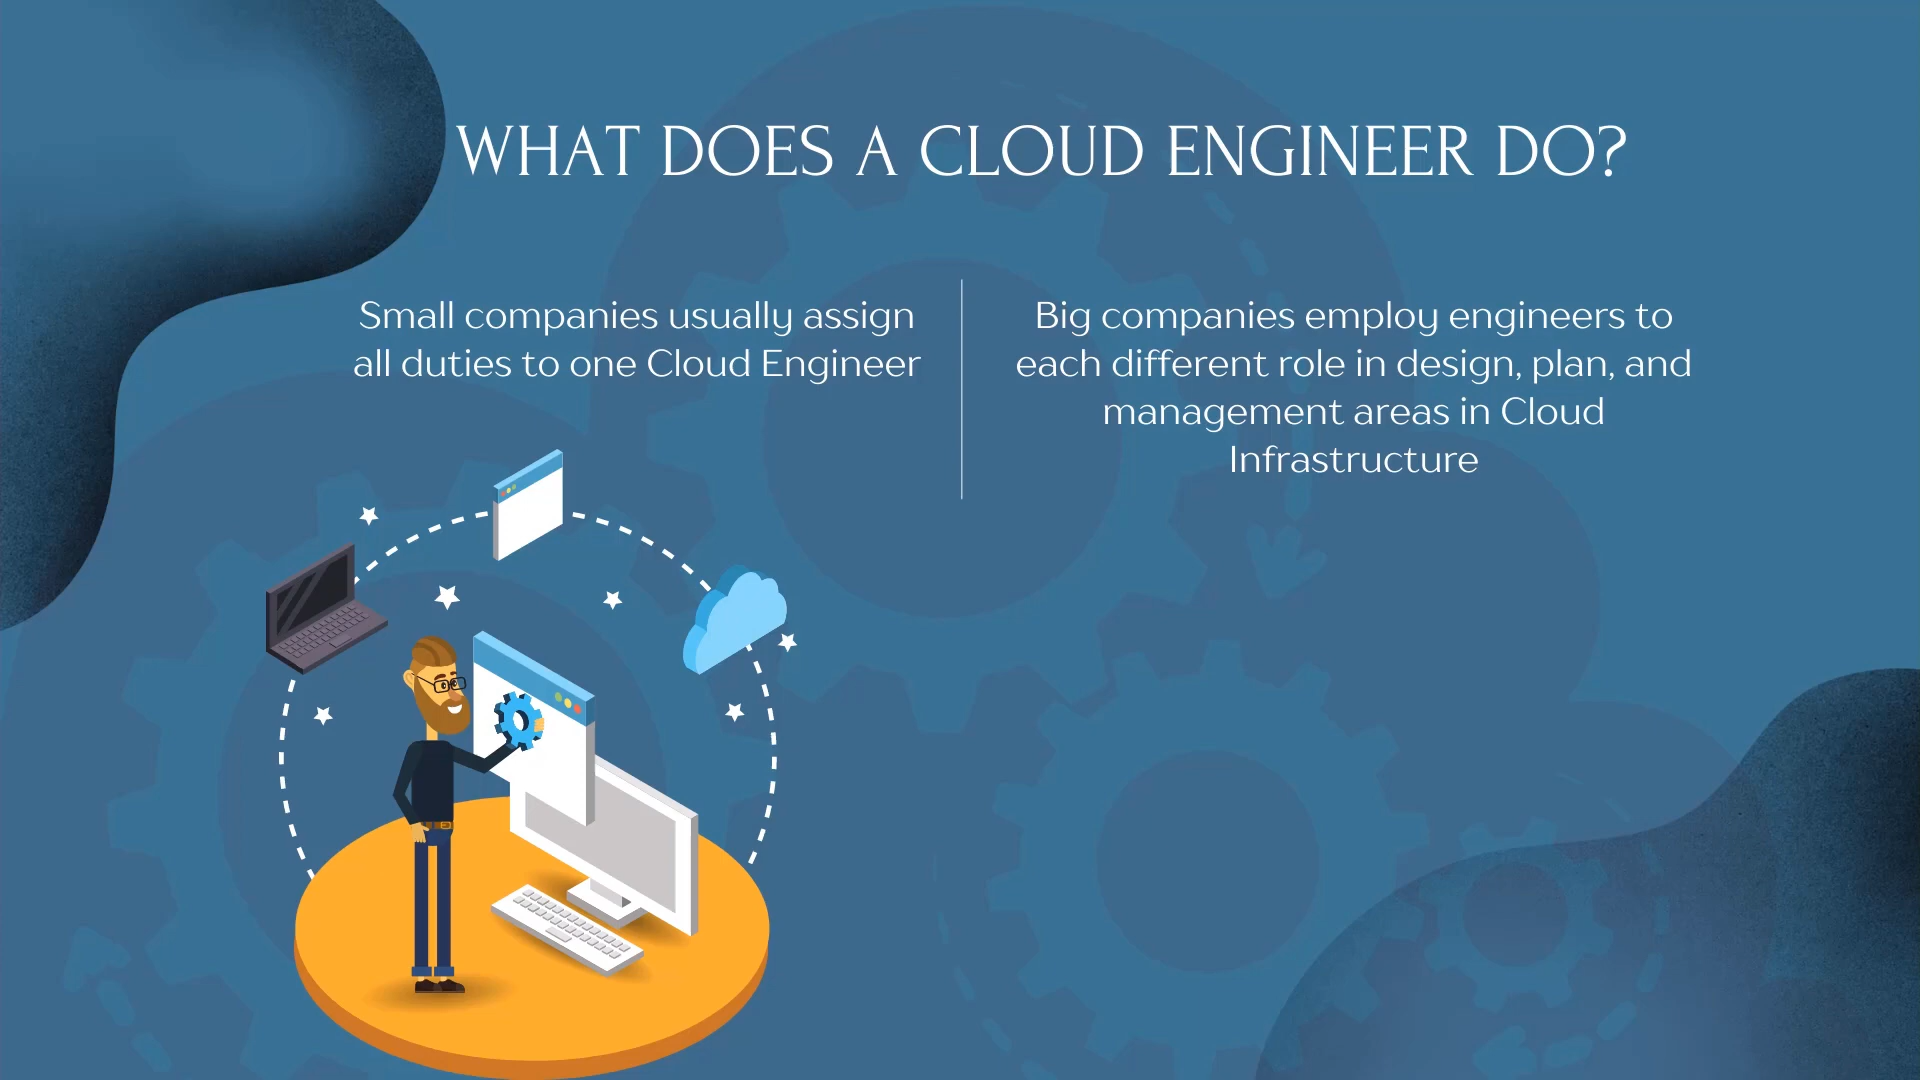 WHAT DOES A CLOUD ENGINEER DO?
Small companies usually assign
all duties to one Cloud Engineer
Big companies employ engineers to
each different role in design, plan, and
management areas in Cloud
Infrastructure